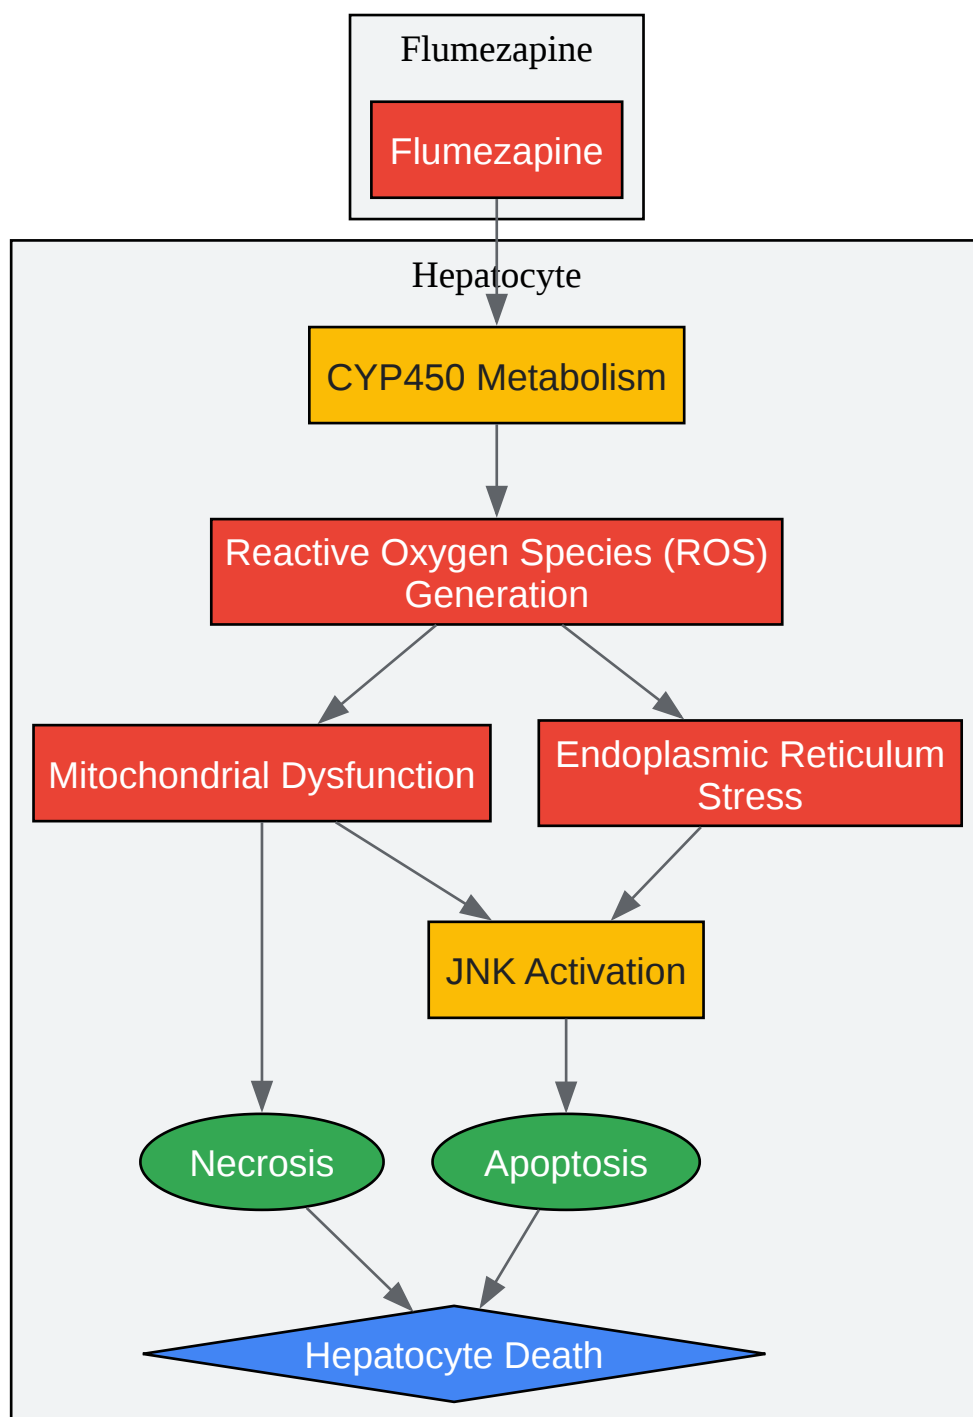 Flumezapine
Flumezapine
Hepatocyte
CYP450 Metabolism
Reactive Oxygen Species (ROS)
Generation
Mitochondrial Dysfunction
Endoplasmic Reticulum
Stress
JNK Activation
Necrosis
Apoptosis
Hepatocyte Death